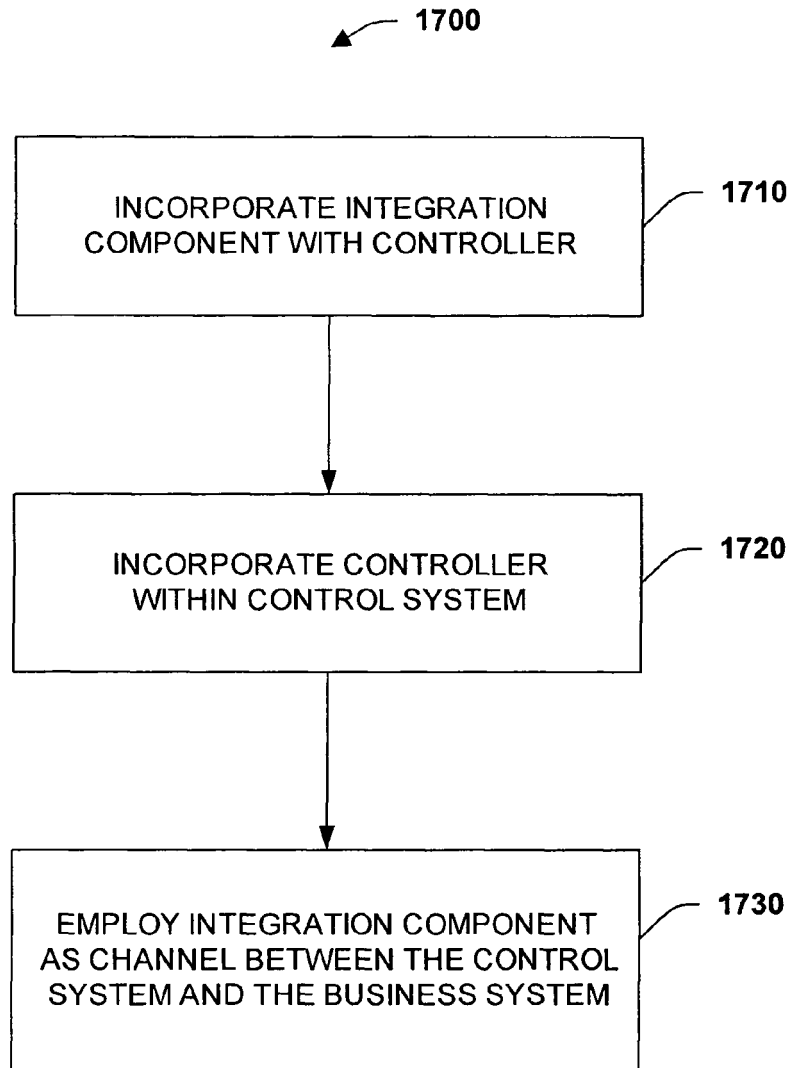 1700
INCORPORATE INTEGRATION
COMPONENT WITH CONTROLLER
1710
INCORPORATE CONTROLLER
WITHIN CONTROL SYSTEM
1720
EMPLOY INTEGRATION COMPONENT
AS CHANNEL BETWEEN THE CONTROL
SYSTEM AND THE BUSINESS SYSTEM
1730